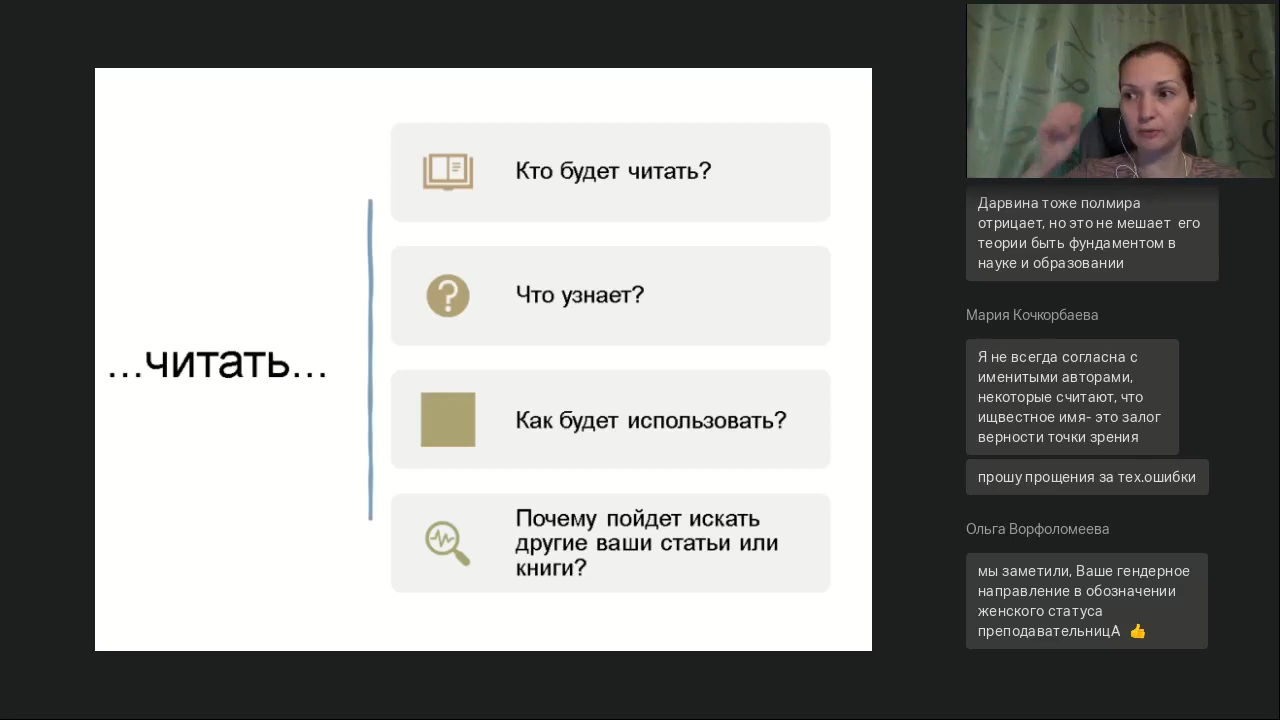 ...читать...
Кто будет читать?
Что узнает?
Как будет использовать?
Почему пойдет искать
другие ваши статьи или
книги?
Дарвина тоже полмира
отрицает, но это не мешает его
теории быть фундаментом в
науке и образовании
Мария Кочкорбаева
Я не всегда согласна с
именитыми авторами,
некоторые считают, что
ищвестное имя- это залог
верности точки зрения
прошу прощения за тех.ошибки
Ольга Ворфоломеева
мы заметили, Ваше гендерное
направление в обозначении
женского статуса
преподавательницА 👍